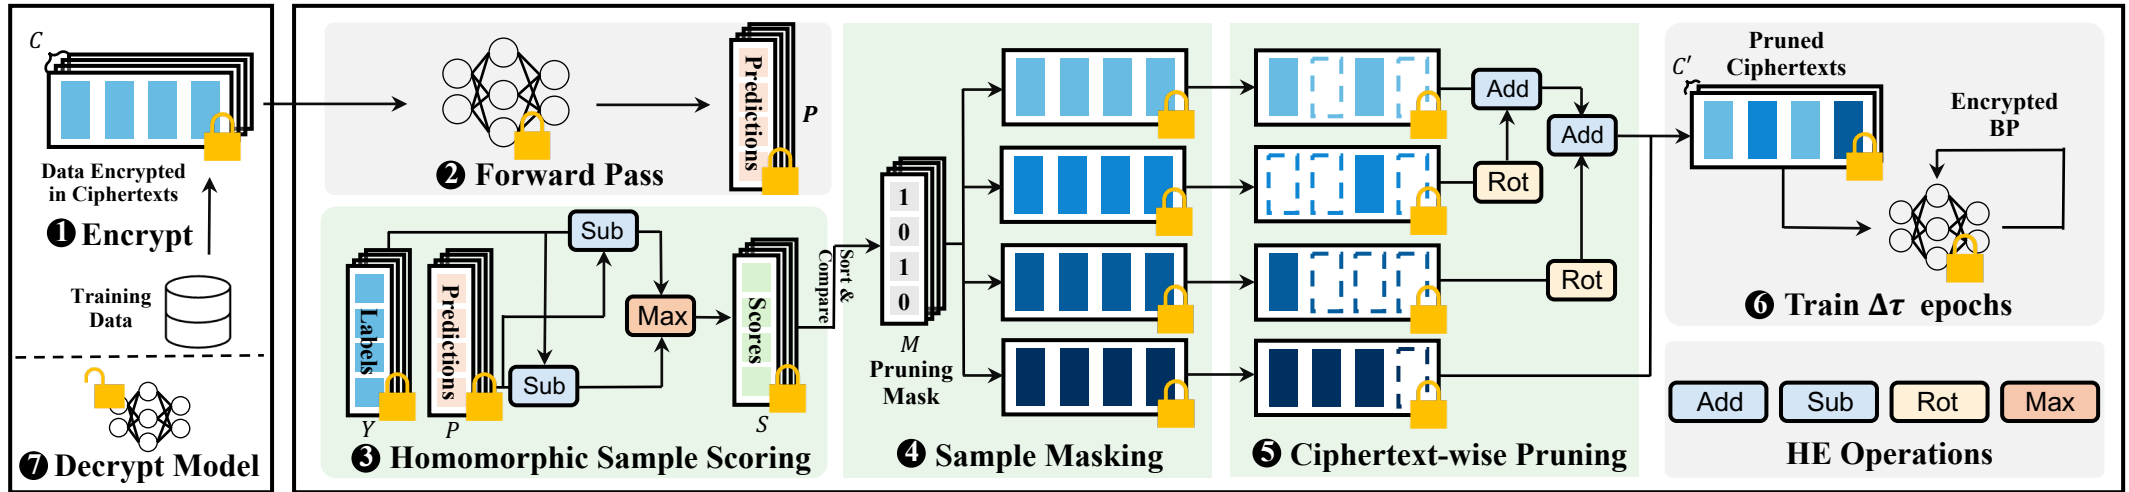 C
Data Encrypted
in Ciphertexts
❶ Encrypt
Training
Data
❼ Decrypt Model
Predictions
P
❷ Forward Pass
Labels
Y
Predictions
P
Sub
Sub
Max
Scores
S
❸ Homomorphic Sample Scoring
Sort &
Compare
1
0
1
0
M
Pruning
Mask
❹ Sample Masking
Add
Add
Rot
Rot
❺ Ciphertext-wise Pruning
Pruned
Ciphertexts
C′
Encrypted
BP
❻ Train Δτ epochs
Add
Sub
Rot
Max
HE Operations